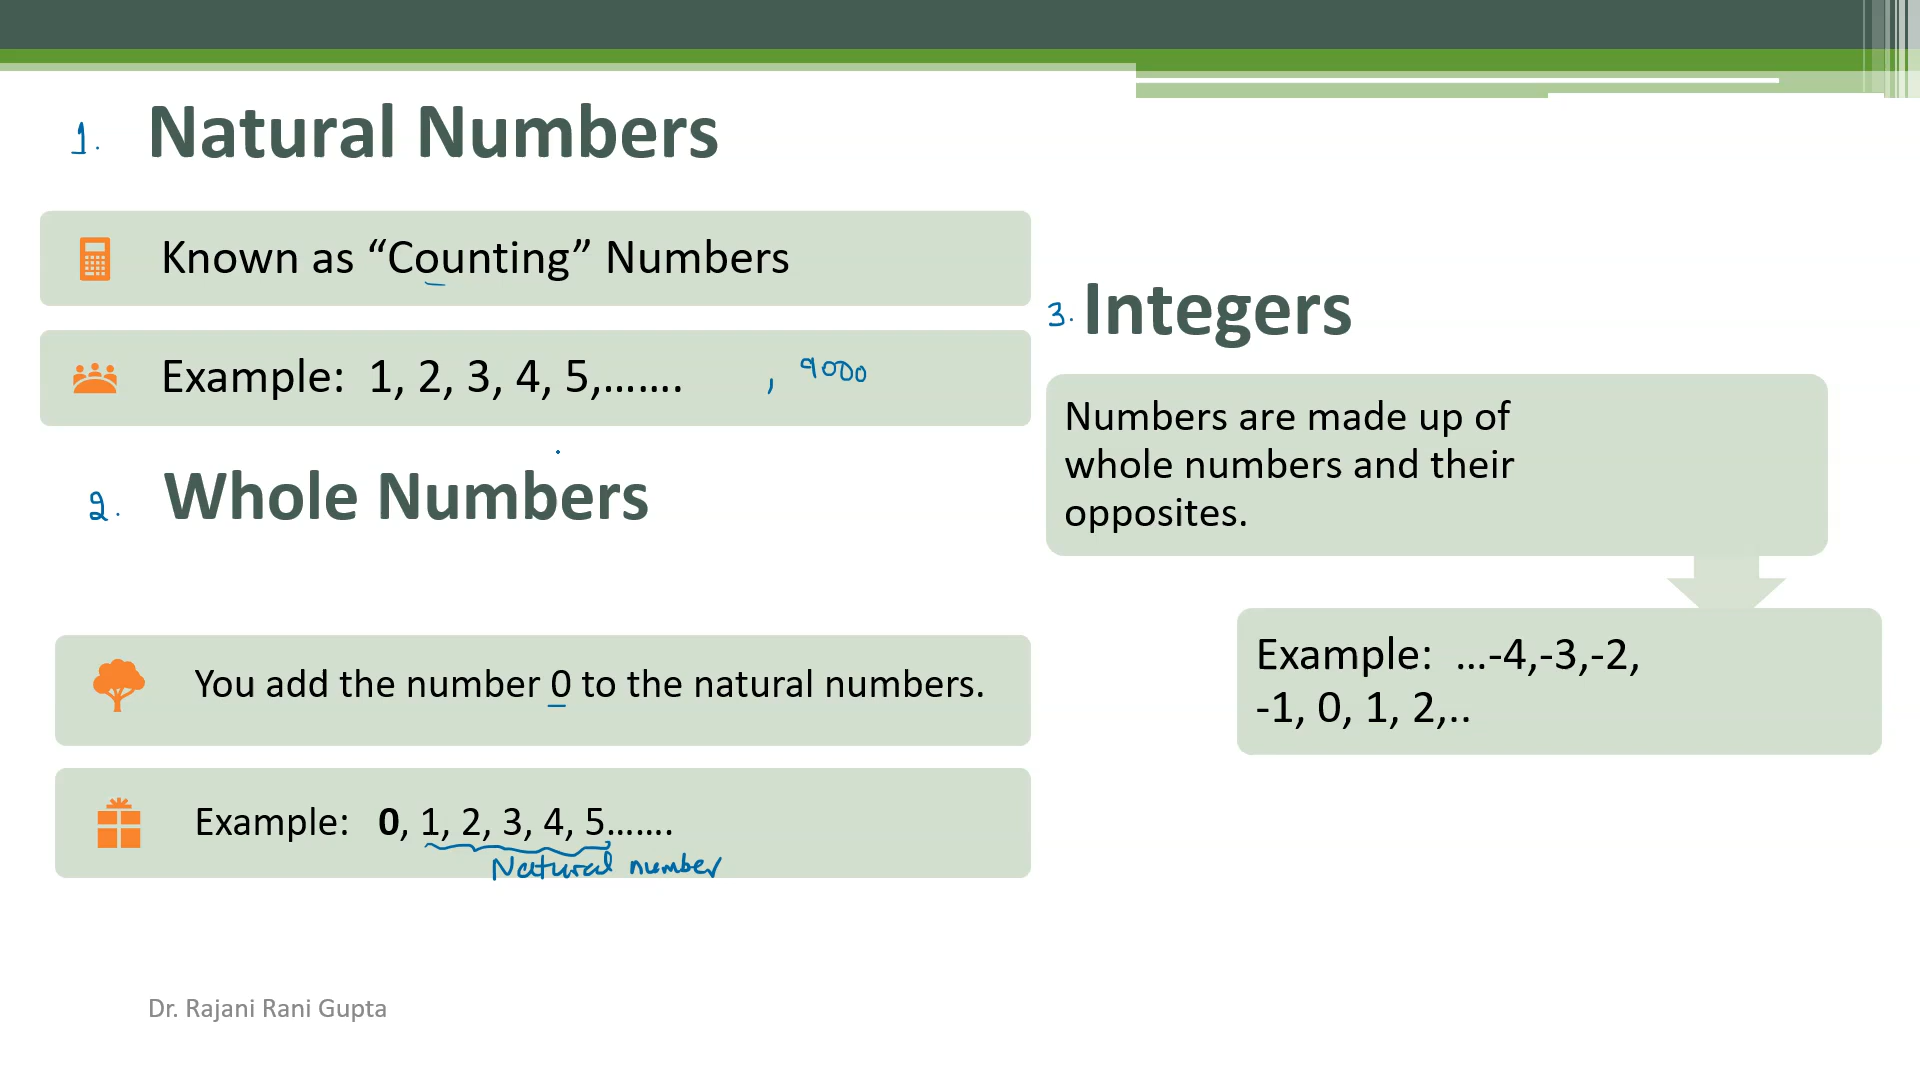 1. Natural Numbers
Known as “Counting” Numbers
Example: 1, 2, 3, 4, 5,....... , 9000
2. Whole Numbers
You add the number 0 to the natural numbers.
Example: 0, 1, 2, 3, 4, 5.......
Natural number
3. Integers
Numbers are made up of
whole numbers and their
opposites.
Example: ...-4,-3,-2,
-1, 0, 1, 2,..
Dr. Rajani Rani Gupta